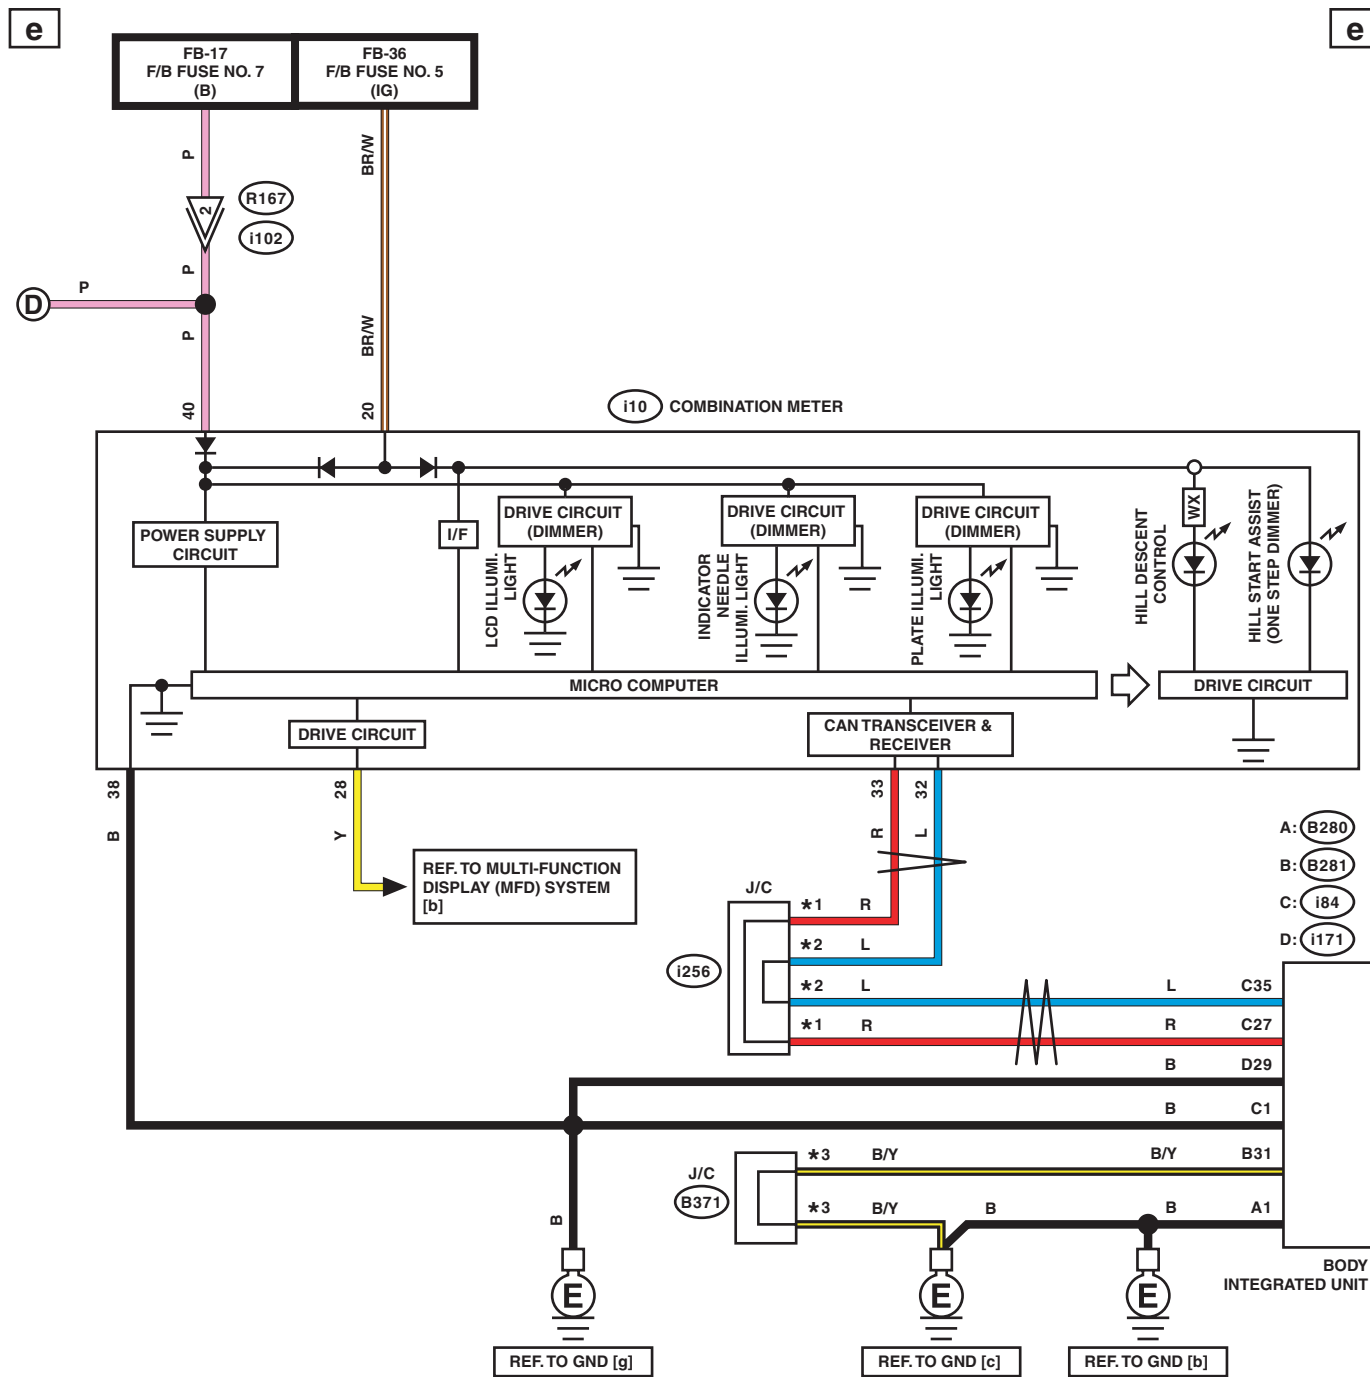 e
e
FB-17
F/B FUSE NO. 7
(B)
FB-36
F/B FUSE NO. 5
(IG)
P
BR/W
2
R167
i102
P
D
P
P
BR/W
40
20
i10 COMBINATION METER
POWER SUPPLY
CIRCUIT
I/F
DRIVE CIRCUIT
(DIMMER)
LCD ILLUMI.
LIGHT
DRIVE CIRCUIT
(DIMMER)
INDICATOR
NEEDLE
ILLUMI. LIGHT
DRIVE CIRCUIT
(DIMMER)
PLATE ILLUMI.
LIGHT
WX
HILL DESCENT
CONTROL
HILL START ASSIST
(ONE STEP DIMMER)
MICRO COMPUTER
DRIVE CIRCUIT
DRIVE CIRCUIT
CAN TRANSCEIVER &
RECEIVER
38
28
33
32
B
Y
R
L
REF. TO MULTI-FUNCTION
DISPLAY (MFD) SYSTEM
[b]
A: B280
B: B281
C: i84
D: i171
J/C
i256
*1 R
*2 L
*2 L L C35
*1 R R C27
B D29
B C1
J/C
B371
*3 B/Y B/Y B31
*3 B/Y B B A1
B
BODY
INTEGRATED UNIT
E
E
E
REF. TO GND [g]
REF. TO GND [c]
REF. TO GND [b]